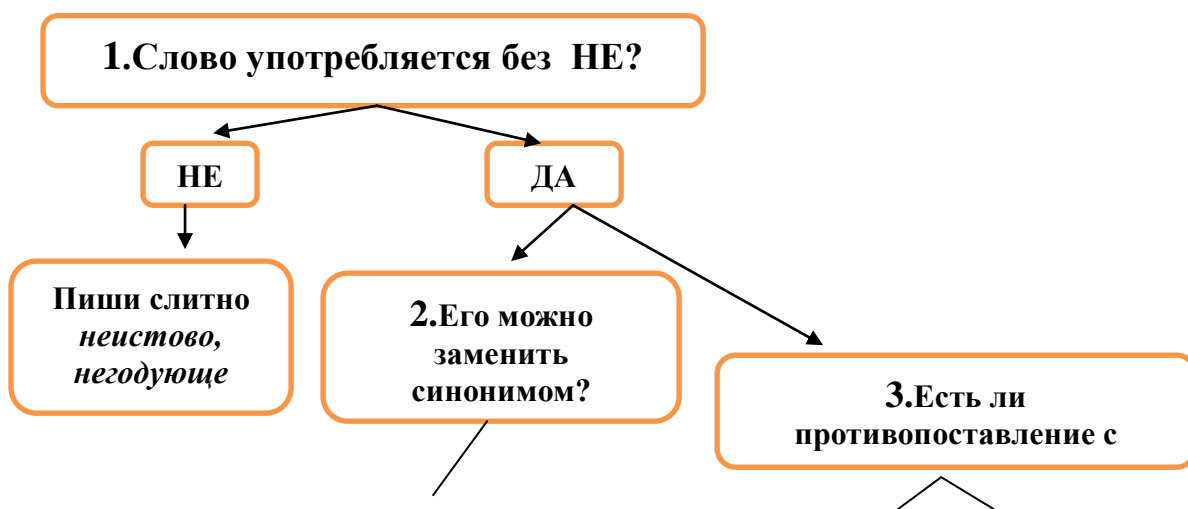 1.Слово употребляется без НЕ?
НЕ
ДА
Пиши слитно
неистово,
негодующе
2.Его можно
заменить
синонимом?
3.Есть ли
противопоставление с